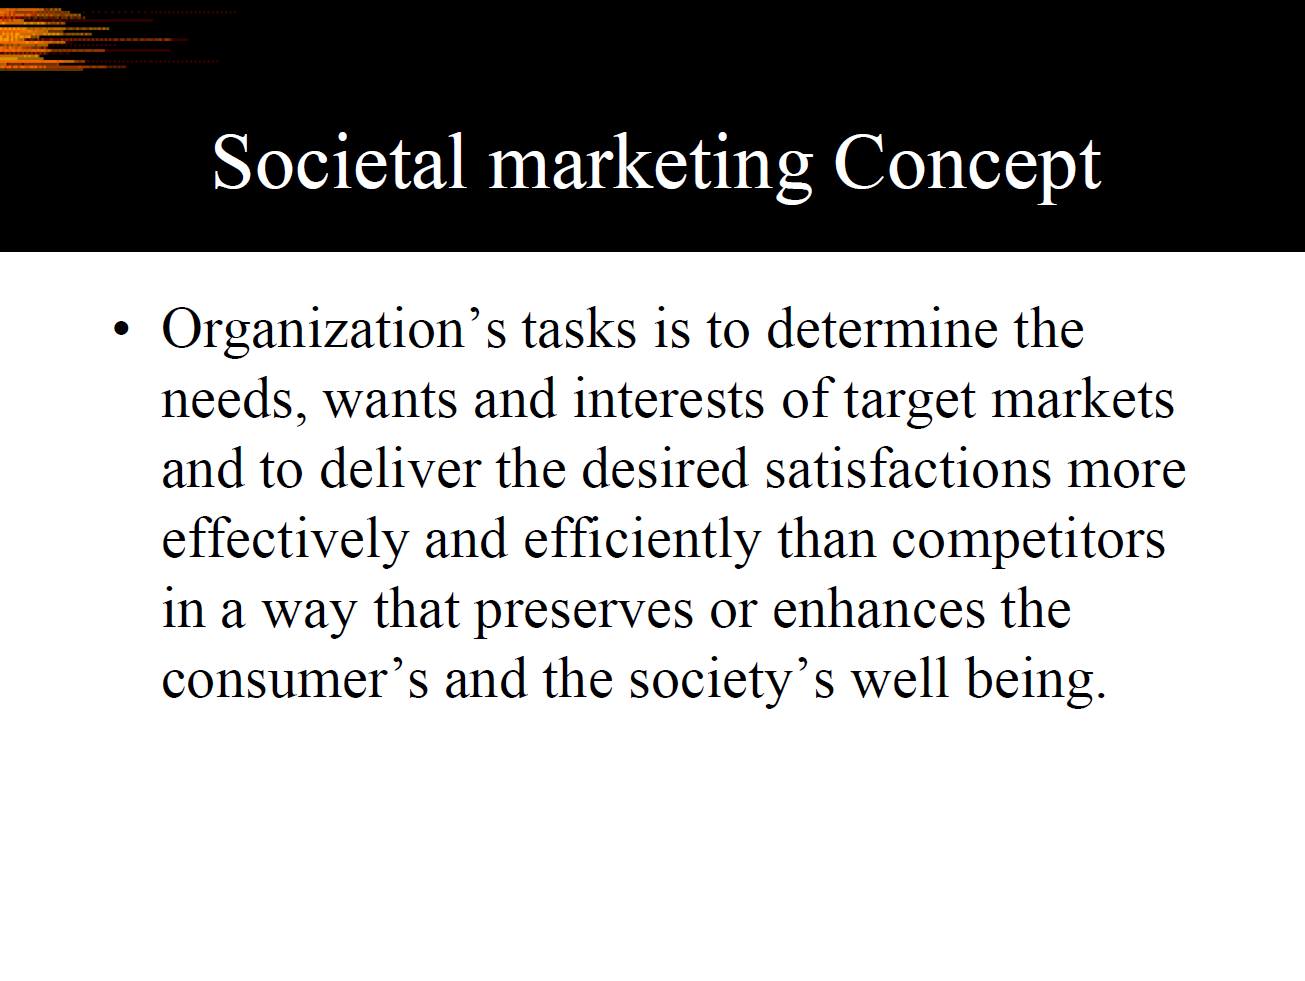 Societal marketing Concept
• Organization’s tasks is to determine the
needs, wants and interests of target markets
and to deliver the desired satisfactions more
effectively and efficiently than competitors
in a way that preserves or enhances the
consumer’s and the society’s well being.